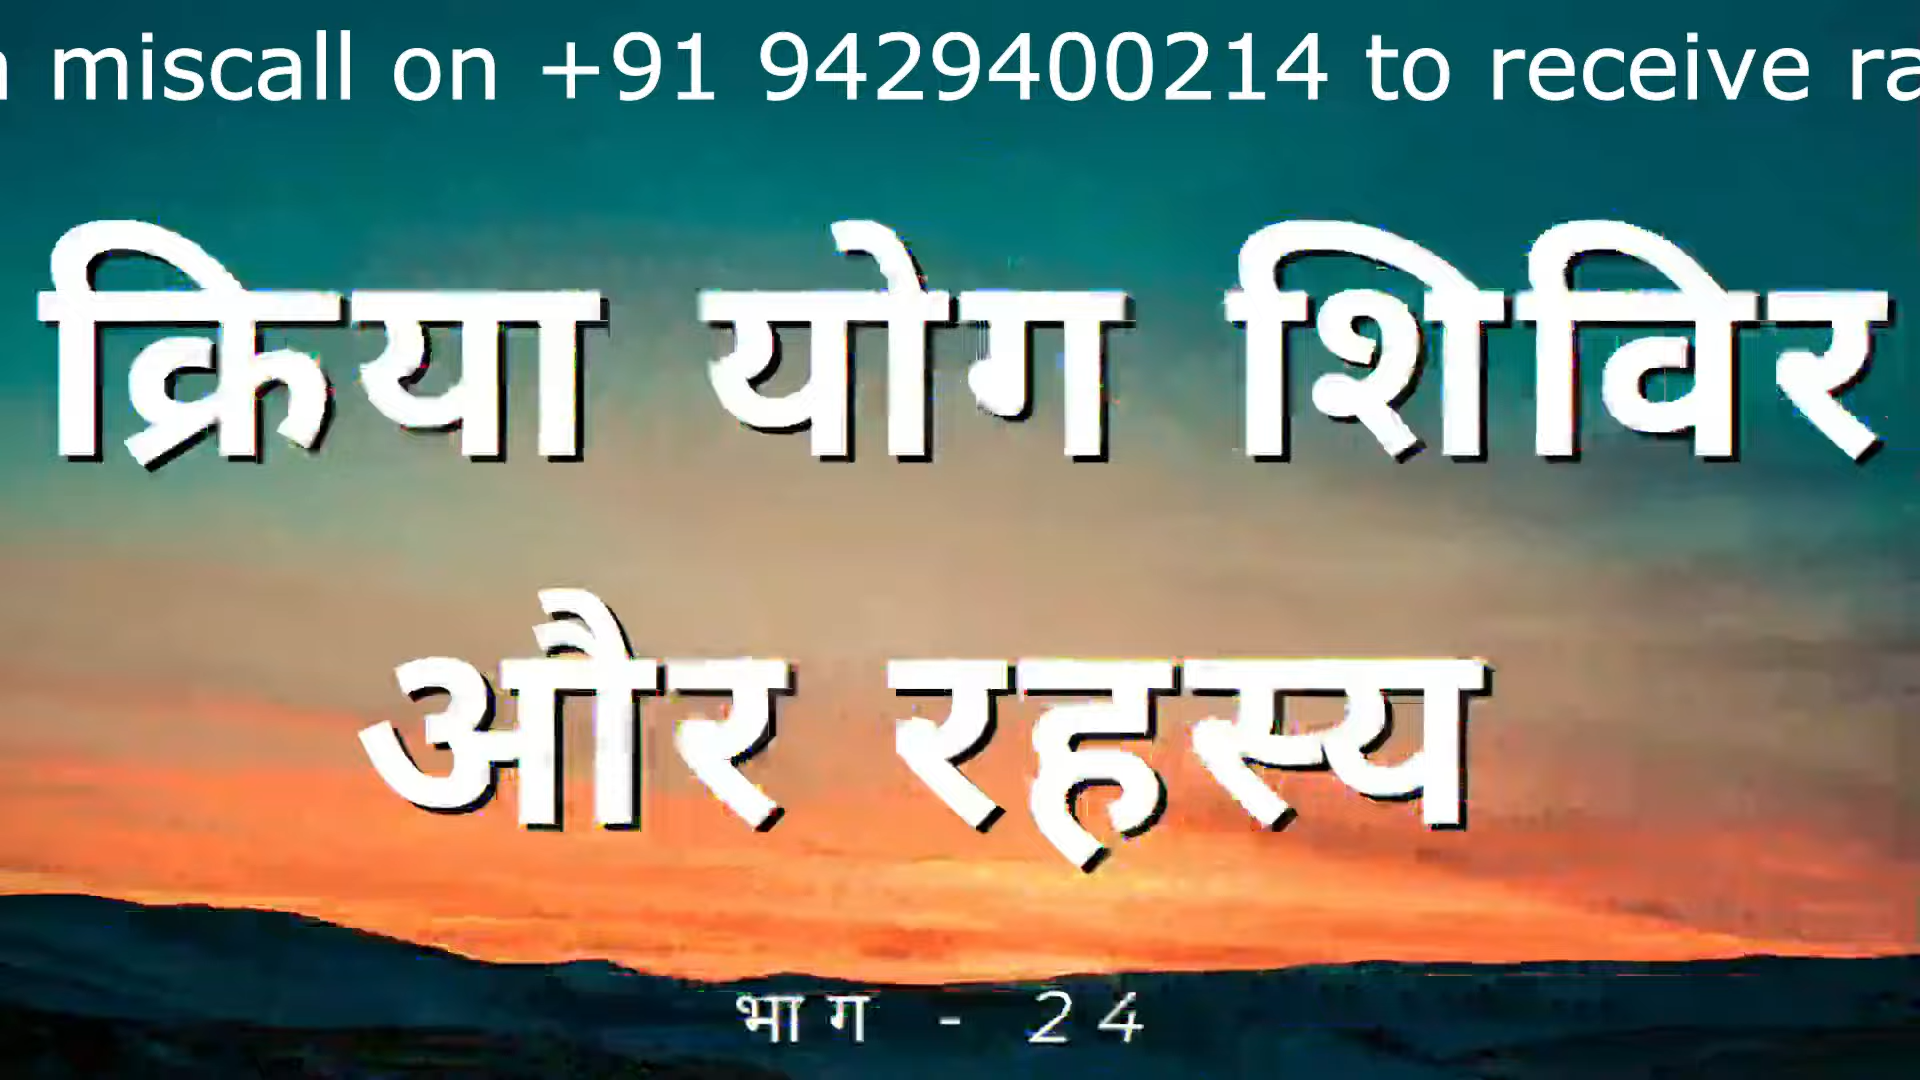 miscall on +91 9429400214 to receive
क्रिया योग शिविर
और रहस्य
भाग - 24